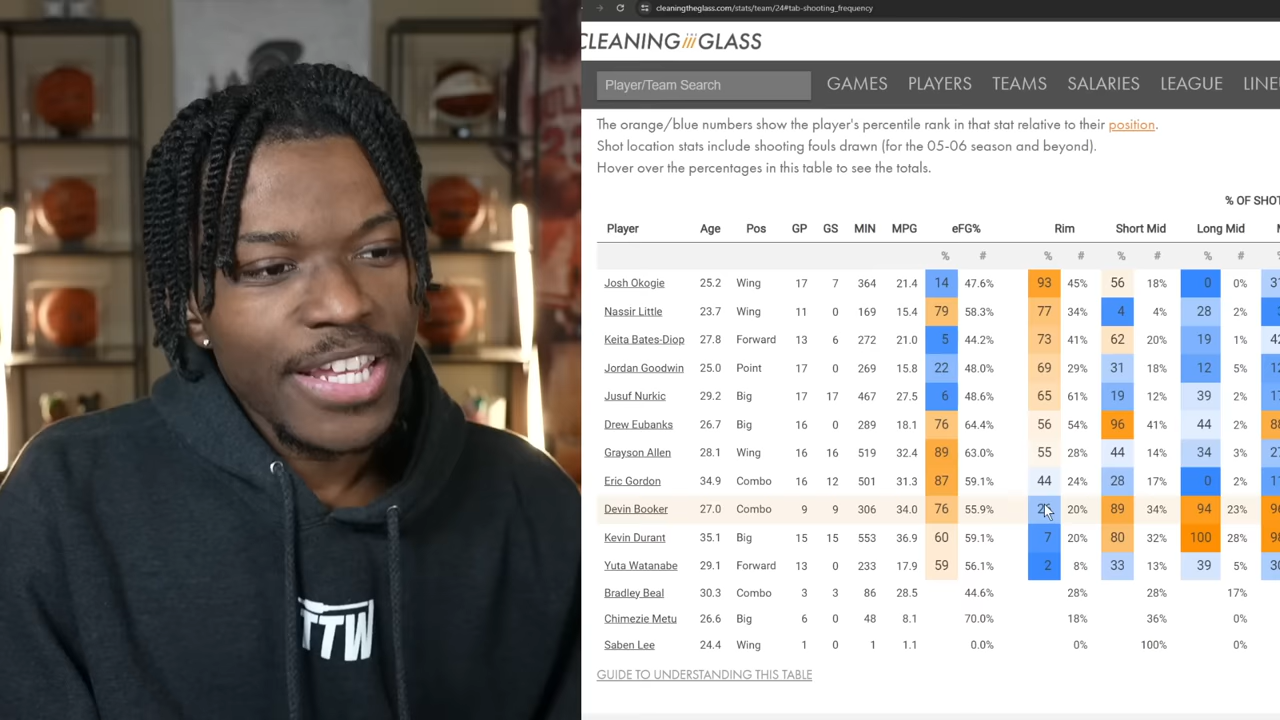 cleaningtheglass.com/stats/team/24#tab-shooting_frequency
CLEANING GLASS
Player/Team Search GAMES PLAYERS TEAMS SALARIES LEAGUE
The orange/blue numbers show the player's percentile rank in that stat relative to their position.
Shot location stats include shooting fouls drawn (for the 05-06 season and beyond).
Hover over the percentages in this table to see the totals.
% OF
Player Age Pos GP GS MIN MPG eFG% Rim Short Mid Long Mid
% # % # % # % # %
Josh Okogie 25.2 Wing 17 7 364 21.4 14 47.6% 93 45% 56 18% 0 0%
Nassir Little 23.7 Wing 11 0 169 15.4 79 58.3% 77 34% 4 4% 28 2%
Keita Bates-Diop 27.8 Forward 13 6 272 21.0 5 44.2% 73 41% 62 20% 19 1%
Jordan Goodwin 25.0 Point 17 0 269 15.8 22 48.0% 69 29% 31 18% 12 5%
Jusuf Nurkic 29.2 Big 17 17 467 27.5 6 48.6% 65 61% 19 12% 39 2%
Drew Eubanks 26.7 Big 16 0 289 18.1 76 64.4% 56 54% 96 41% 44 2%
Grayson Allen 28.1 Wing 16 16 519 32.4 89 63.0% 55 28% 44 14% 34 3%
Eric Gordon 34.9 Combo 16 12 501 31.3 87 59.1% 44 24% 28 17% 0 2%
Devin Booker 27.0 Combo 9 9 306 34.0 76 55.9% 20% 89 34% 94 23%
Kevin Durant 35.1 Big 15 15 553 36.9 60 59.1% 7 20% 80 32% 100 28%
Yuta Watanabe 29.1 Forward 13 0 233 17.9 59 56.1% 2 8% 33 13% 39 5%
Bradley Beal 30.3 Combo 3 3 86 28.5 44.6% 28% 28% 17%
Chimezie Metu 26.6 Big 6 0 48 8.1 70.0% 18% 36% 0%
Saben Lee 24.4 Wing 1 0 1 1.1 0.0% 0% 100% 0%
GUIDE TO UNDERSTANDING THIS TABLE
TTW